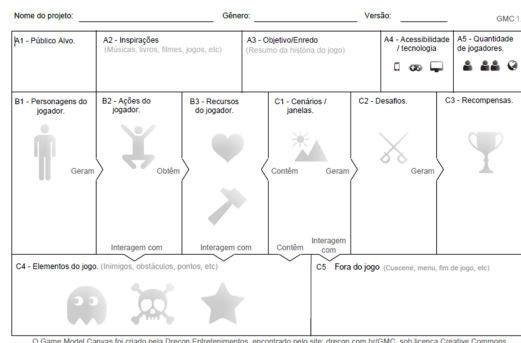 Nome do projeto:
Gênero:
Versão:
GMC 1.
A1 - Público Alvo.
A2 - Inspirações
(Músicas, livros, filmes, jogos, etc)
A3 - Objetivo/Enredo
(Resumo da história do jogo)
A4 - Acessibilidade
/ tecnologia
A5 - Quantidade
de jogadores.
B1 - Personagens do
jogador.
Geram
B2 - Ações do
jogador.
Obtêm
Interagem com
B3 - Recursos
do jogador.
Interagem com
C1 - Cenários /
janelas.
Contêm
Geram
Contêm
Interagem
com
C2 - Desafios.
Geram
C3 - Recompensas.
C4 - Elementos do jogo. (Inimigos, obstáculos, pontos, etc)
C5 Fora do jogo (Cuscene, menu, fim de jogo, etc)
O Game Model Canvas foi criado pela Drecon Entretenimentos, encontrado pelo site: drecon.com.br/GMC, sob licença Creative Commons